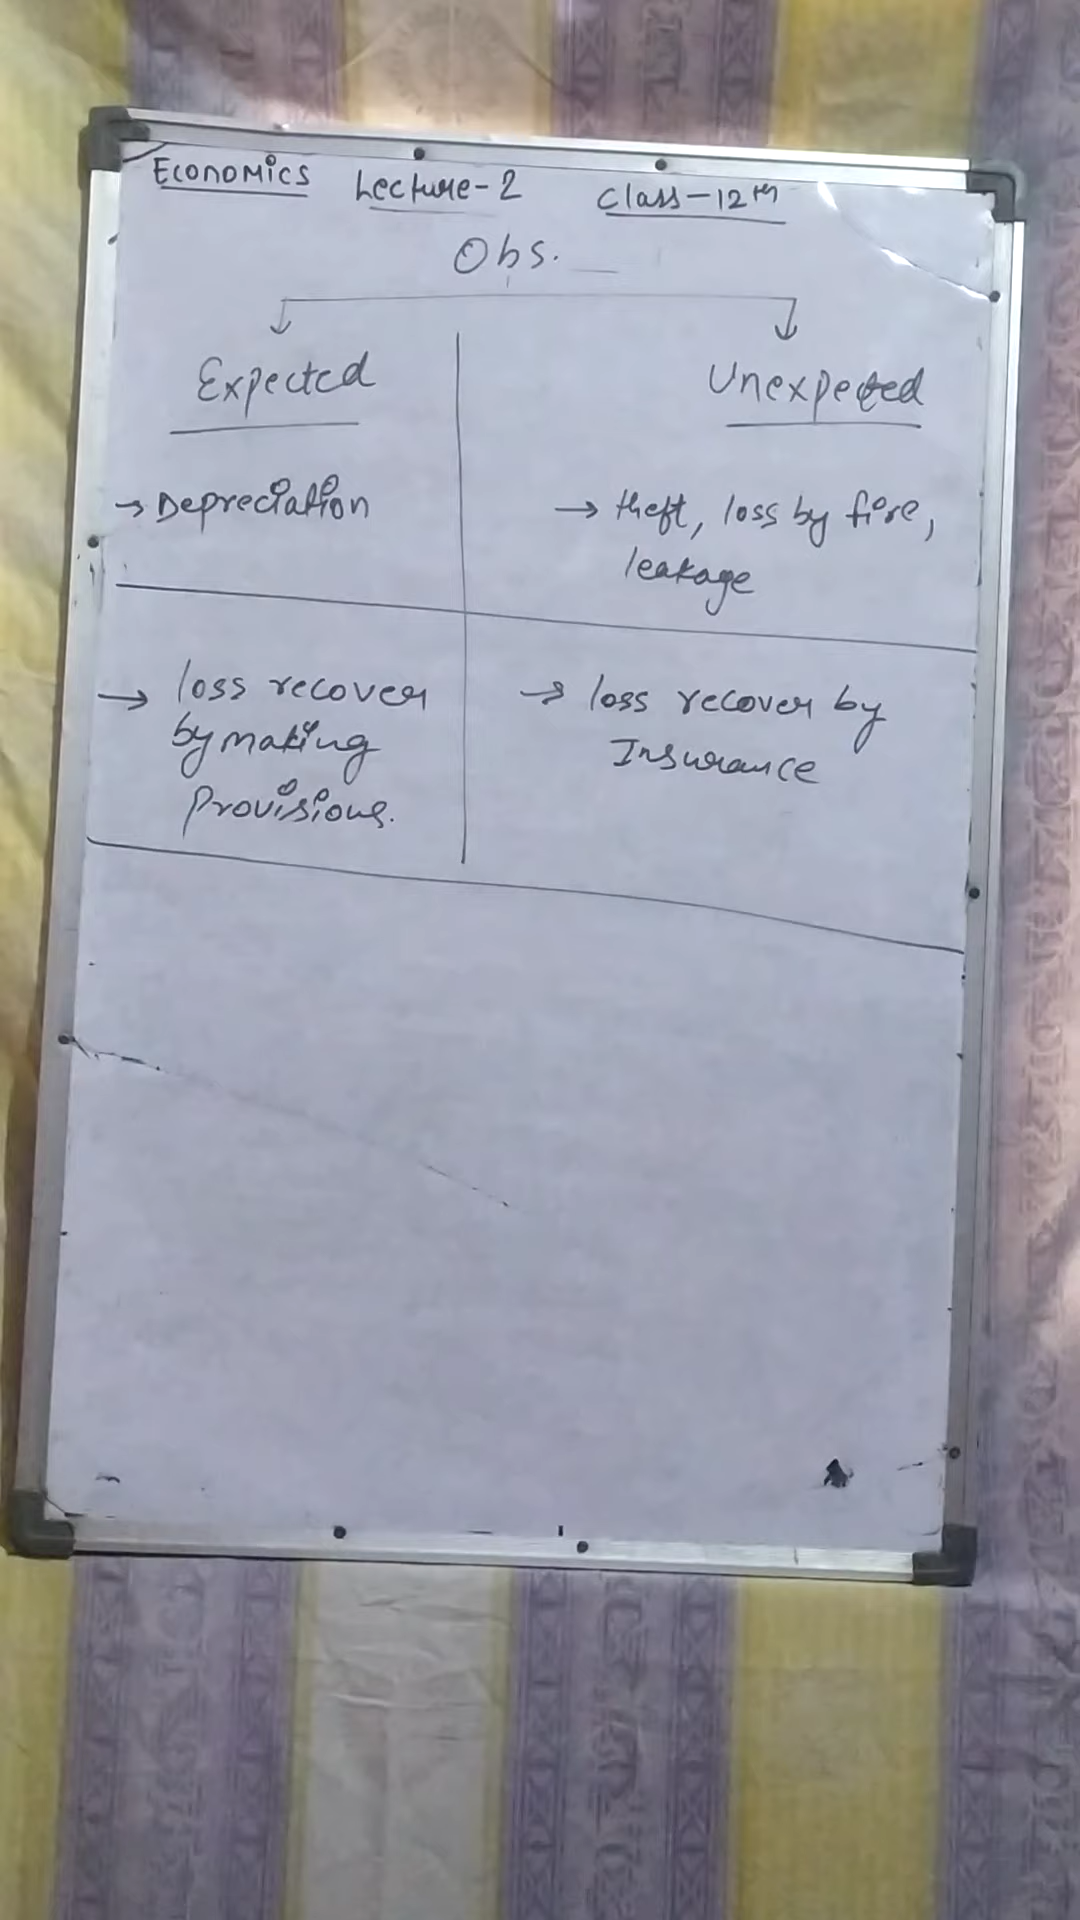 Economics Lecture-2 Class-12th
Obs.
Expected
Unexpected
→ Depreciation
→ theft, loss by fire,
leakage
→ loss recover
by making
Provisions.
→ loss recover by
Insurance